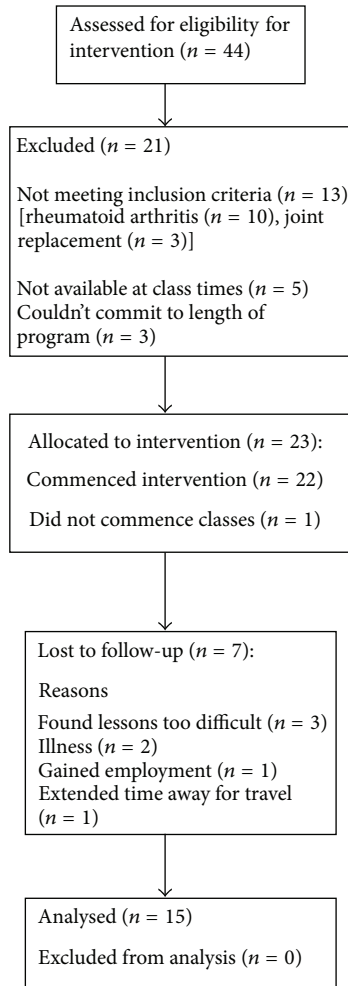 Assessed for eligibility for
intervention (n = 44)
Excluded (n = 21)
Not meeting inclusion criteria (n = 13)
[rheumatoid arthritis (n = 10), joint
replacement (n = 3)]
Not available at class times (n = 5)
Couldn't commit to length of
program (n = 3)
Allocated to intervention (n = 23):
Commenced intervention (n = 22)
Did not commence classes (n = 1)
Lost to follow-up (n = 7):
Reasons
Found lessons too difficult (n = 3)
Illness (n = 2)
Gained employment (n = 1)
Extended time away for travel
(n = 1)
Analysed (n = 15)
Excluded from analysis (n = 0)